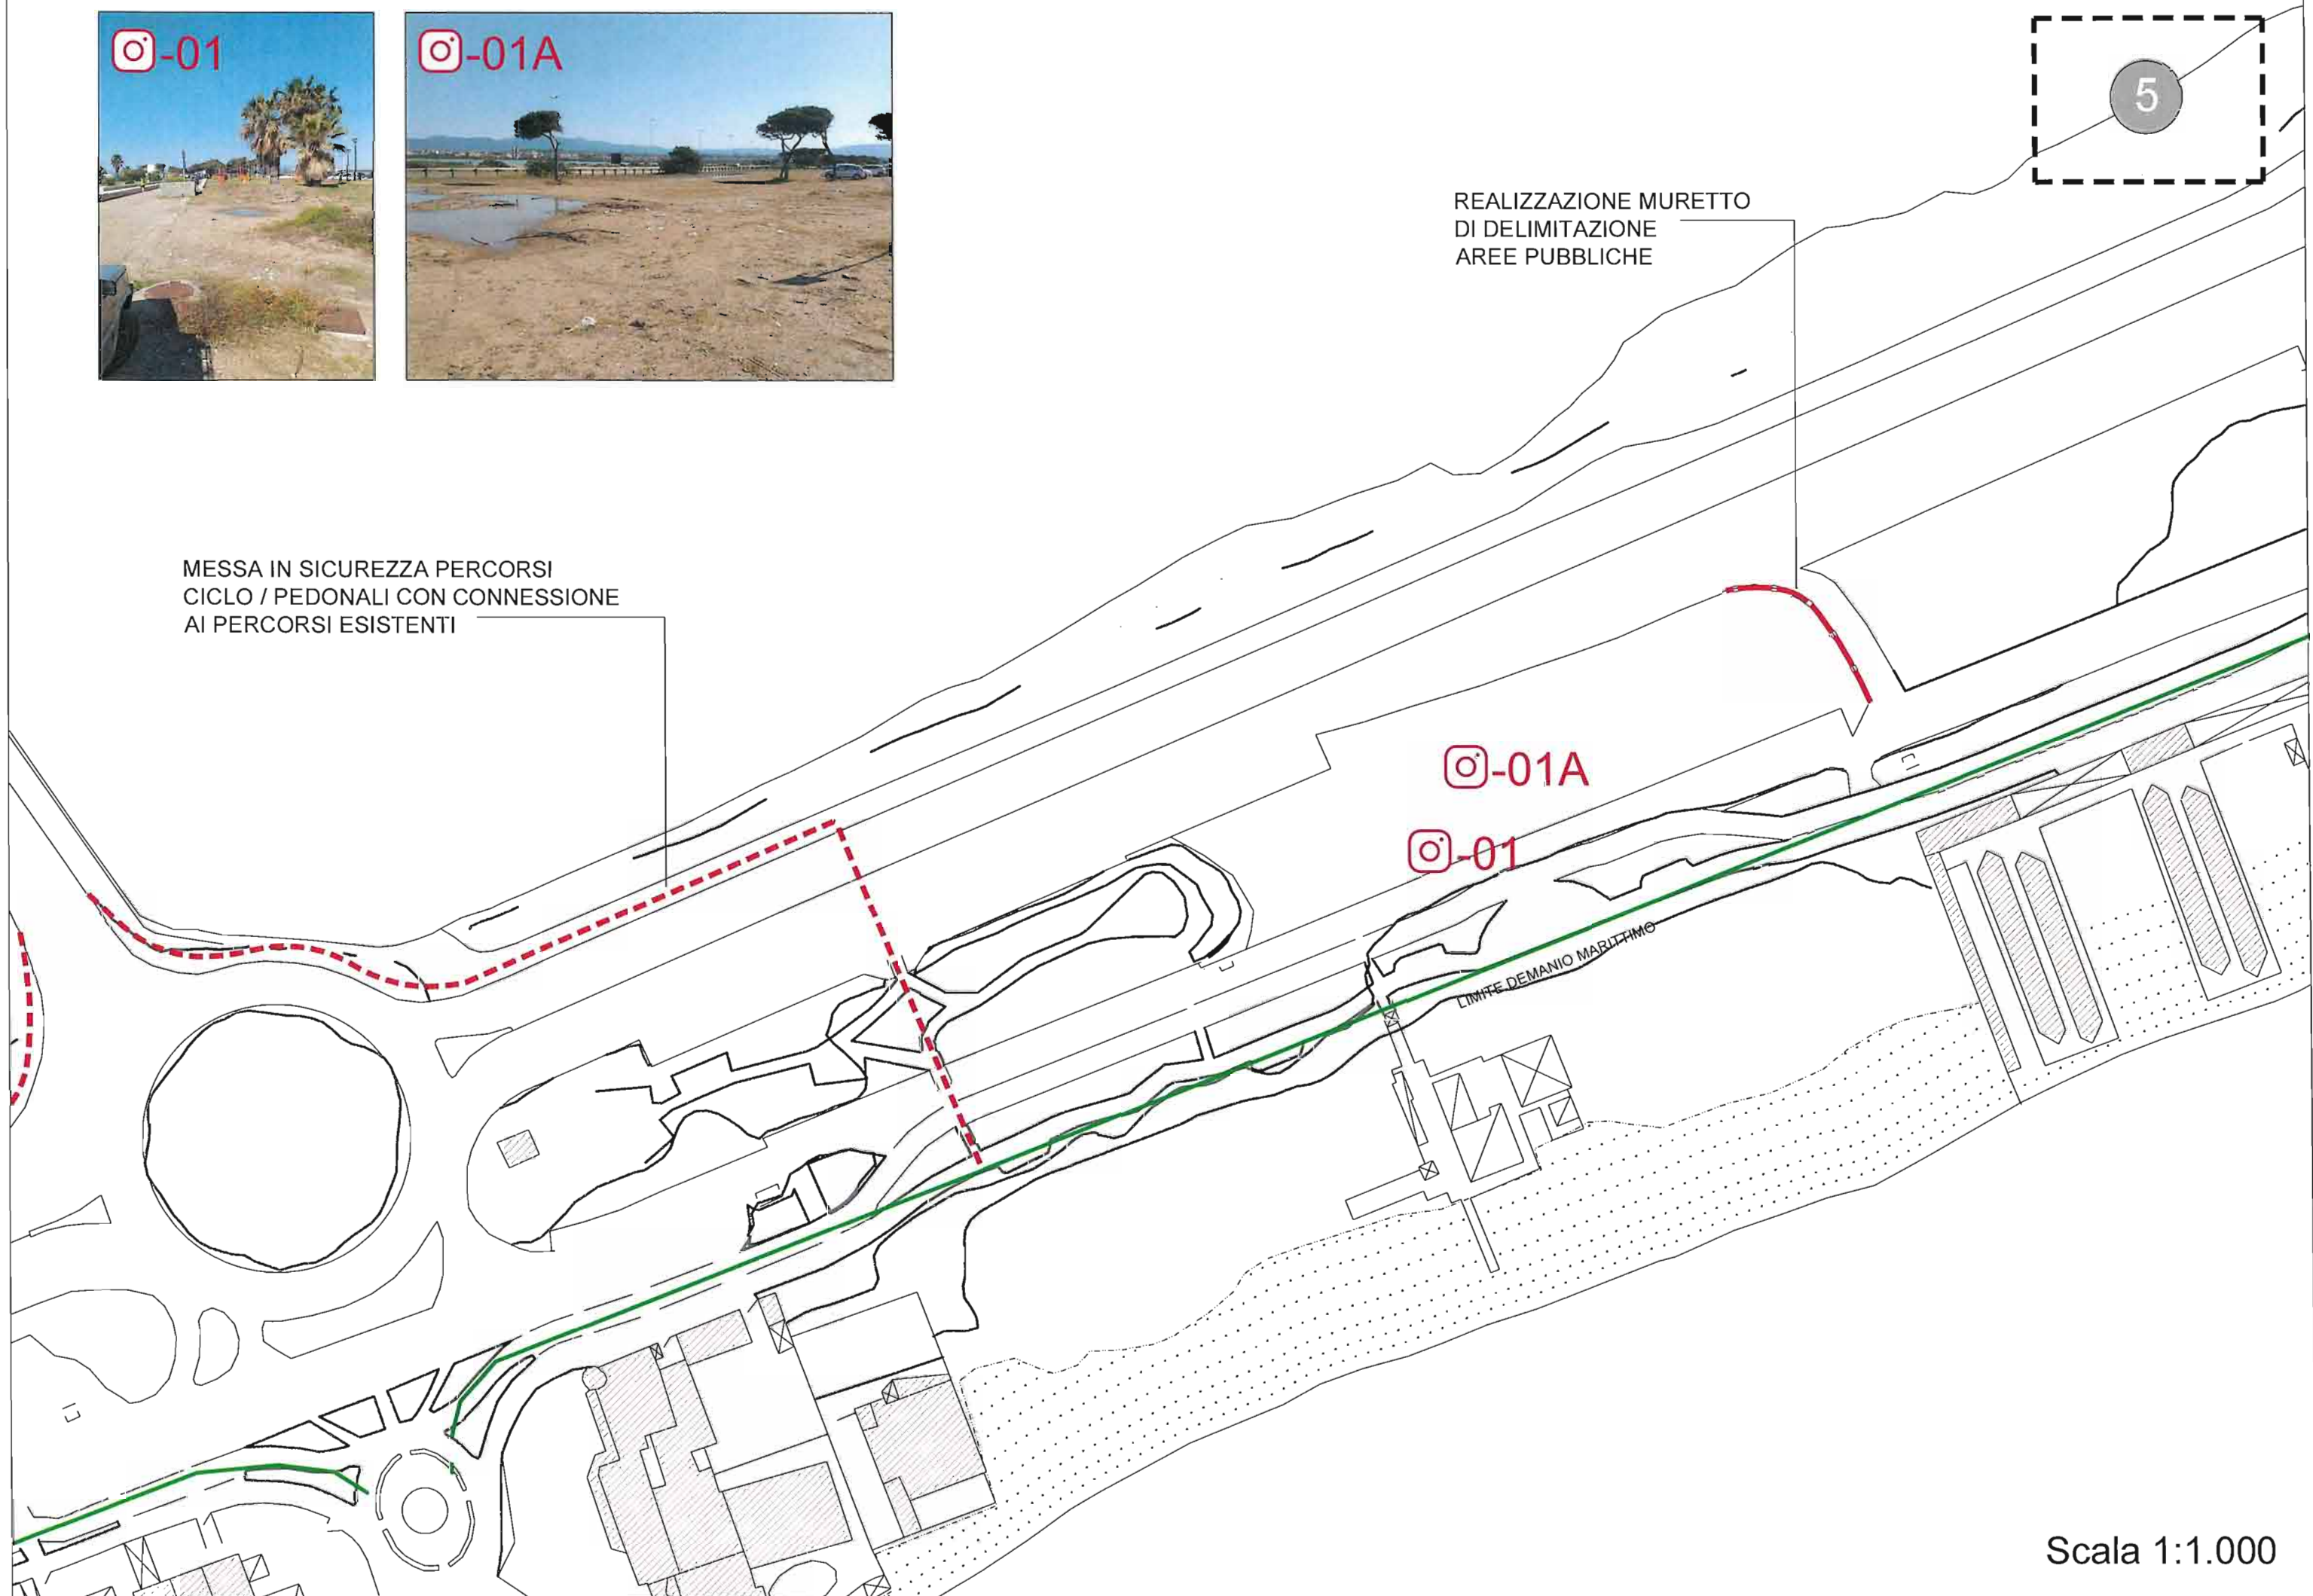 -01
-01A
5
REALIZZAZIONE MURETTO
DI DELIMITAZIONE
AREE PUBBLICHE
MESSA IN SICUREZZA PERCORSI
CICLO / PEDONALI CON CONNESSIONE
AI PERCORSI ESISTENTI
-01A
-01
LIMITE DEMANIO MARITTIMO
Scala 1:1.000